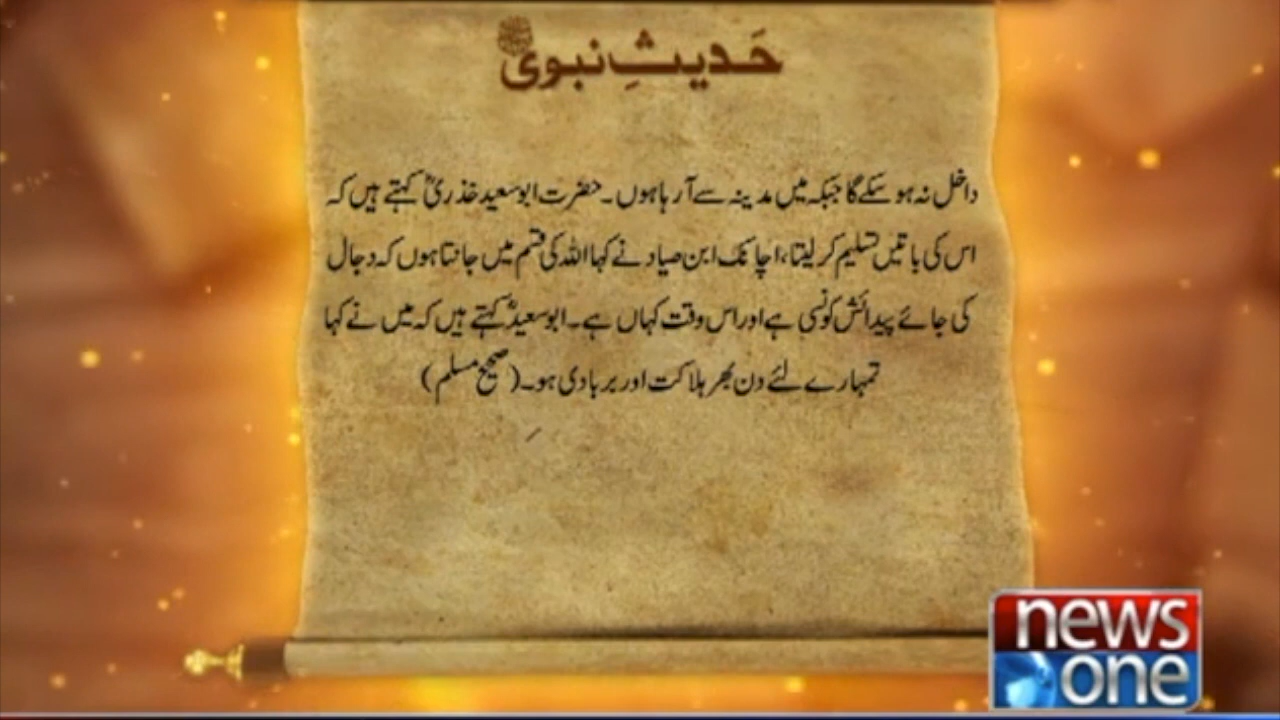 حَدیثِ نبوی ﷺ
داخل نہ ہو سکے گا جبکہ میں مدینہ سے آ رہا ہوں۔ حضرت ابو سعید خذریؓ کہتے ہیں کہ
اس کی باتیں تسلیم کر لیتا، اچانک ابن صیاد نے کہا اللہ کی قسم میں جانتا ہوں کہ دجال
کی جائے پیدائش کونسی ہے اور اس وقت کہاں ہے۔ ابو سعیدؓ کہتے ہیں کہ میں نے کہا
تمہارے لئے دن بھر ہلاکت اور بربادی ہو۔ (صحیح مسلم)
news
one